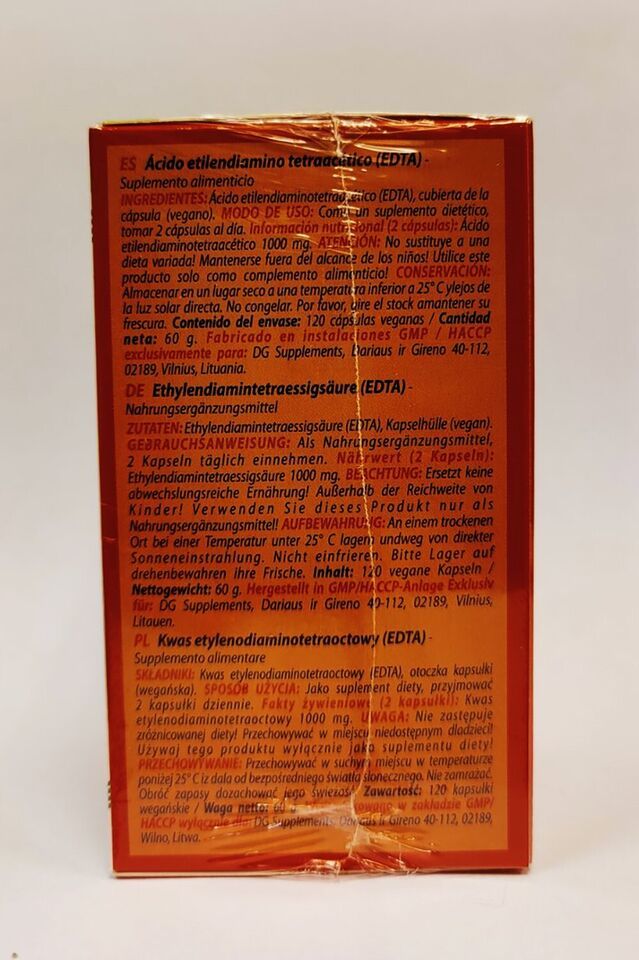 ES Ácido etilendiamino tetraacético (EDTA) -
Suplemento alimenticio
INGREDIENTES: Ácido etilendiaminotetraacético (EDTA), cubierta de la
cápsula (vegano). MODO DE USO: Como un suplemento dietético,
tomar 2 cápsulas al día. Información nutricional (2 cápsulas): Ácido
etilendiaminotetraacético 1000 mg. ATENCIÓN: No sustituye a una
dieta variada! Mantenerse fuera del alcance de los niños! Utilice este
producto solo como complemento alimenticio! CONSERVACIÓN:
Almacenar en un lugar seco a una temperatura inferior a 25° C ylejos de
la luz solar directa. No congelar. Por favor, gire el stock amantener su
frescura. Contenido del envase: 120 cápsulas veganas / Cantidad
neta: 60 g. Fabricado en instalaciones GMP / HACCP
exclusivamente para: DG Supplements, Dariaus ir Gireno 40-112,
02189, Vilnius, Lituania.
DE Ethylendiamintetraessigsäure (EDTA) -
Nahrungsergänzungsmittel
ZUTATEN: Ethylendiamintetraessigsäure (EDTA), Kapselhülle (vegan).
GEBRAUCHSANWEISUNG: Als Nahrungsergänzungsmittel,
2 Kapseln täglich einnehmen. Nährwert (2 Kapseln):
Ethylendiamintetraessigsäure 1000 mg. BEACHTUNG: Ersetzt keine
abwechslungsreiche Ernährung! Außerhalb der Reichweite von
Kinder! Verwenden Sie dieses Produkt nur als
Nahrungsergänzungsmittel! AUFBEWAHRUNG: An einem trockenen
Ort bei einer Temperatur unter 25° C lagern undweg von direkter
Sonneneinstrahlung. Nicht einfrieren. Bitte Lager auf
drehenbewahren ihre Frische. Inhalt: 120 vegane Kapseln /
Nettogewicht: 60 g. Hergestellt in GMP/HACCP-Anlage Exklusiv
für: DG Supplements, Dariaus ir Gireno 40-112, 02189, Vilnius,
Litauen.
PL Kwas etylenodiaminotetraoctowy (EDTA) -
Supplemento alimentare
SKŁADNIKI: Kwas etylenodiaminotetraoctowy (EDTA), otoczka kapsułki
(wegańska). SPOSÓB UŻYCIA: Jako suplement diety, przyjmować
2 kapsułki dziennie. Fakty żywieniowe (2 kapsułki): Kwas
etylenodiaminotetraoctowy 1000 mg. UWAGA: Nie zastępuje
zróżnicowanej diety! Przechowywać w miejscu niedostępnym dladzieci!
Używaj tego produktu wyłącznie jako suplementu diety!
PRZECHOWYWANIE: Przechowywać w suchym miejscu w temperaturze
poniżej 25° C iz dala od bezpośredniego światła słonecznego. Nie zamrażać.
Obróć zapasy dozachować jego świeżość. Zawartość: 120 kapsułki
wegańskie / Waga netto: 60 g. Wyprodukowano w zakładzie GMP/
HACCP wyłącznie dla: DG Supplements, Dariaus ir Gireno 40-112, 02189,
Wilno, Litwa.